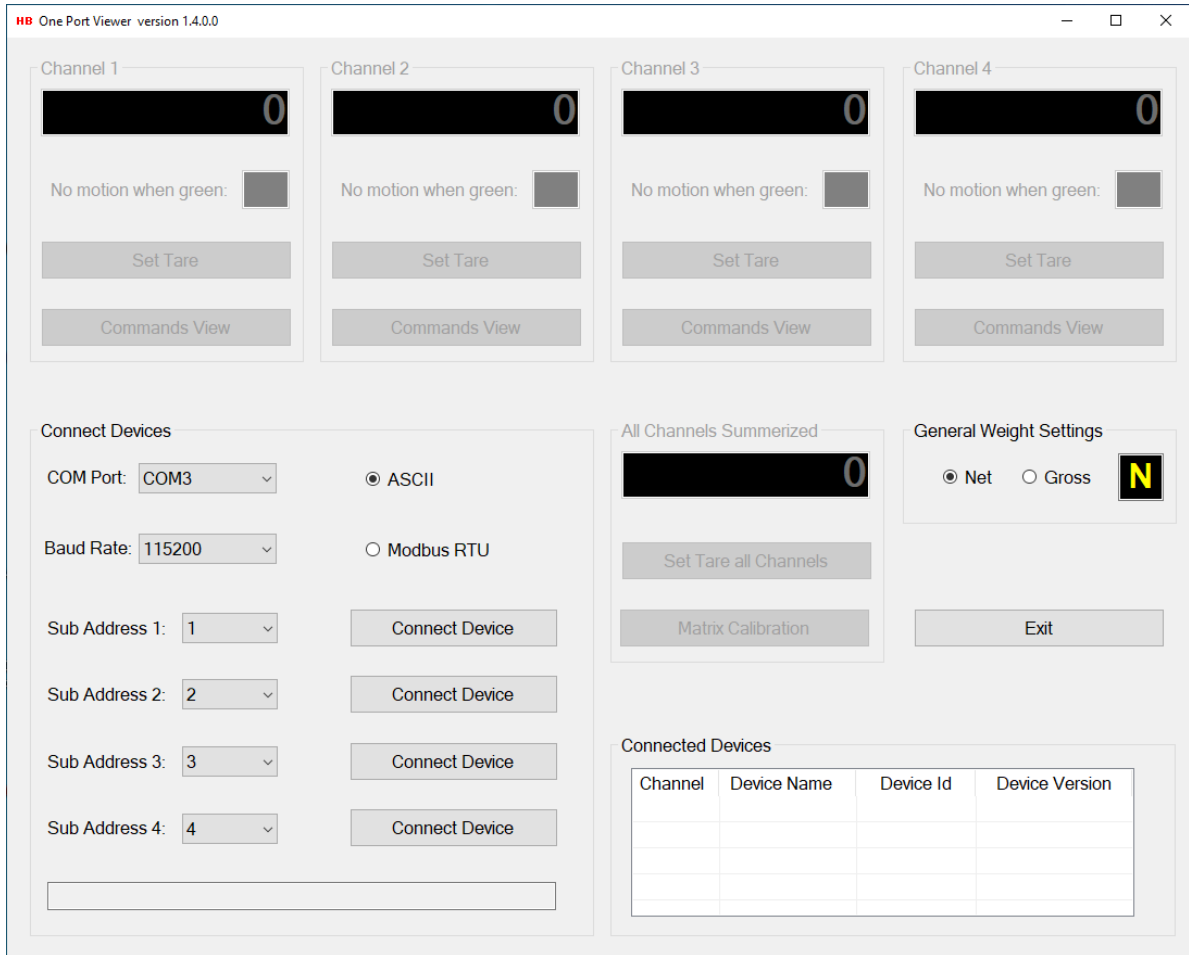 HB One Port Viewer version 1.4.0.0
Channel 1
0
No motion when green:
Set Tare
Commands View
Channel 2
0
No motion when green:
Set Tare
Commands View
Channel 3
0
No motion when green:
Set Tare
Commands View
Channel 4
0
No motion when green:
Set Tare
Commands View
Connect Devices
COM Port: COM3
ASCII
Baud Rate: 115200
Modbus RTU
Sub Address 1: 1 Connect Device
Sub Address 2: 2 Connect Device
Sub Address 3: 3 Connect Device
Sub Address 4: 4 Connect Device
All Channels Summerized
0
Set Tare all Channels
Matrix Calibration
General Weight Settings
Net Gross N
Exit
Connected Devices
Channel Device Name Device Id Device Version